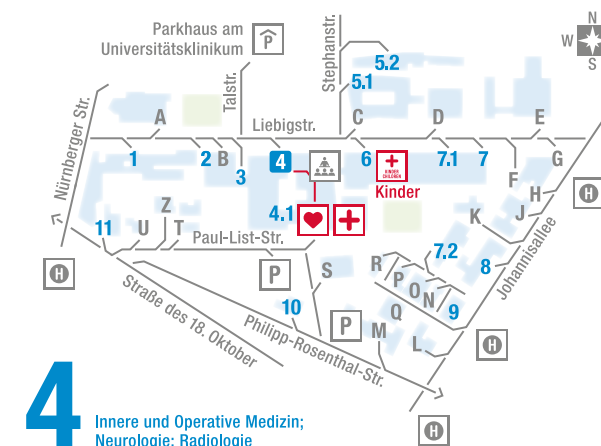 Parkhaus am
Universitätsklinikum
P
N
W
S
Stephanstr.
5.2
5.1
Talstr.
Nürnberger Str.
A
Liebigstr.
C
D
E
1
2
B
3
4
6
KINDER
CHILDREN
Kinder
7.1
7
F
G
H
J
H
K
4.1
11
U
Z
T
Paul-List-Str.
7.2
8
Johannisallee
H
P
S
R
P
O
N
9
Straße des 18. Oktober
10
Philipp-Rosenthal-Str.
P
Q
M
L
H
H
4
Innere und Operative Medizin;
Neurologie; Radiologie